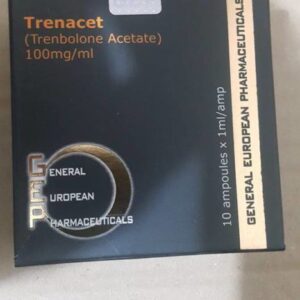 Trenacet
(Trenbolone Acetate)
100mg/ml
GENERAL EUROPEAN PHARMACEUTICALS
10 ampoules x 1ml/amp
GENERAL
EUROPEAN
PHARMACEUTICALS